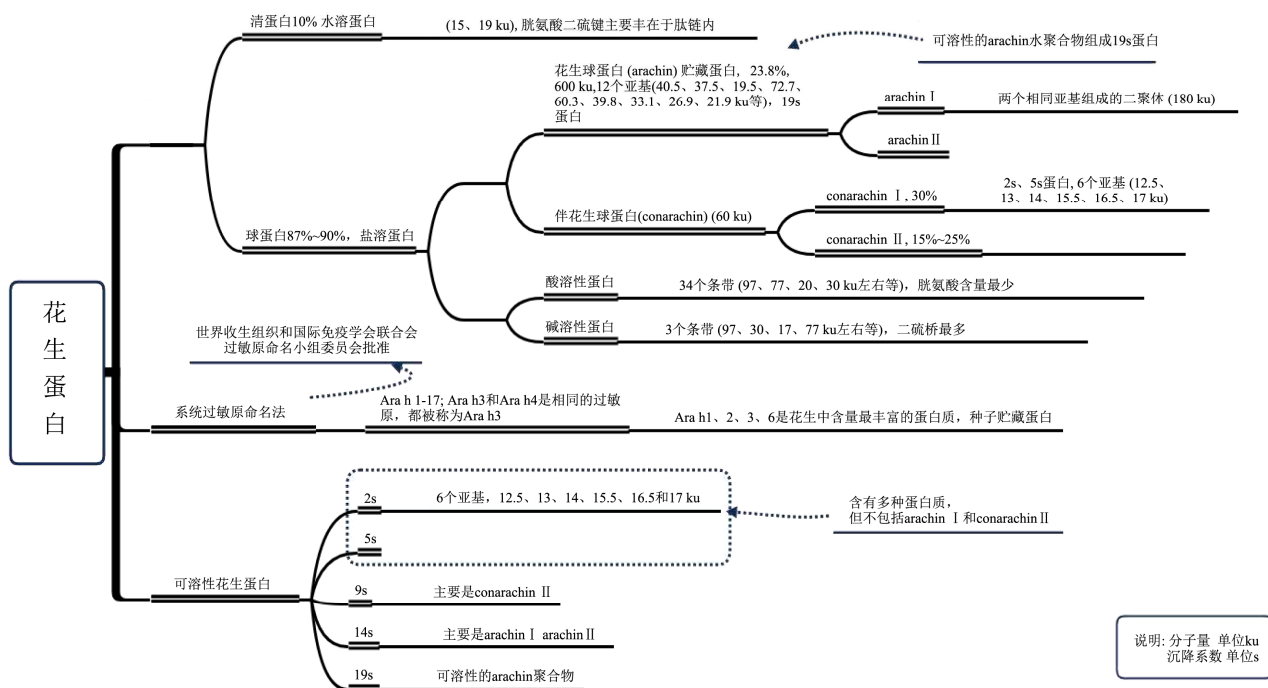 清蛋白10% 水溶蛋白
(15、19 ku), 胱氨酸二硫键主要丰在于肽链内
可溶性的arachin水聚合物组成19s蛋白
花生球蛋白 (arachin) 贮藏蛋白, 23.8%,
600 ku,12个亚基(40.5、37.5、19.5、72.7、
60.3、39.8、33.1、26.9、21.9 ku等)，19s
蛋白
arachin Ⅰ
两个相同亚基组成的二聚体 (180 ku)
arachin Ⅱ
球蛋白87%~90%，盐溶蛋白
伴花生球蛋白(conarachin) (60 ku)
conarachin Ⅰ, 30%
2s、5s蛋白, 6个亚基 (12.5、
13、14、15.5、16.5、17 ku)
conarachin Ⅱ, 15%~25%
酸溶性蛋白
34个条带 (97、77、20、30 ku左右等)，胱氨酸含量最少
碱溶性蛋白
3个条带 (97、30、17、77 ku左右等)，二硫桥最多
花
生
蛋
白
世界收生组织和国际免疫学会联合会
过敏原命名小组委员会批准
系统过敏原命名法
Ara h 1-17; Ara h3和Ara h4是相同的过敏
原，都被称为Ara h3
Ara h1、2、3、6是花生中含量最丰富的蛋白质，种子贮藏蛋白
可溶性花生蛋白
2s
6个亚基，12.5、13、14、15.5、16.5和17 ku
5s
含有多种蛋白质，
但不包括arachin Ⅰ和conarachin Ⅱ
9s
主要是conarachin Ⅱ
14s
主要是arachin Ⅰ arachin Ⅱ
19s
可溶性的arachin聚合物
说明: 分子量 单位ku
沉降系数 单位s